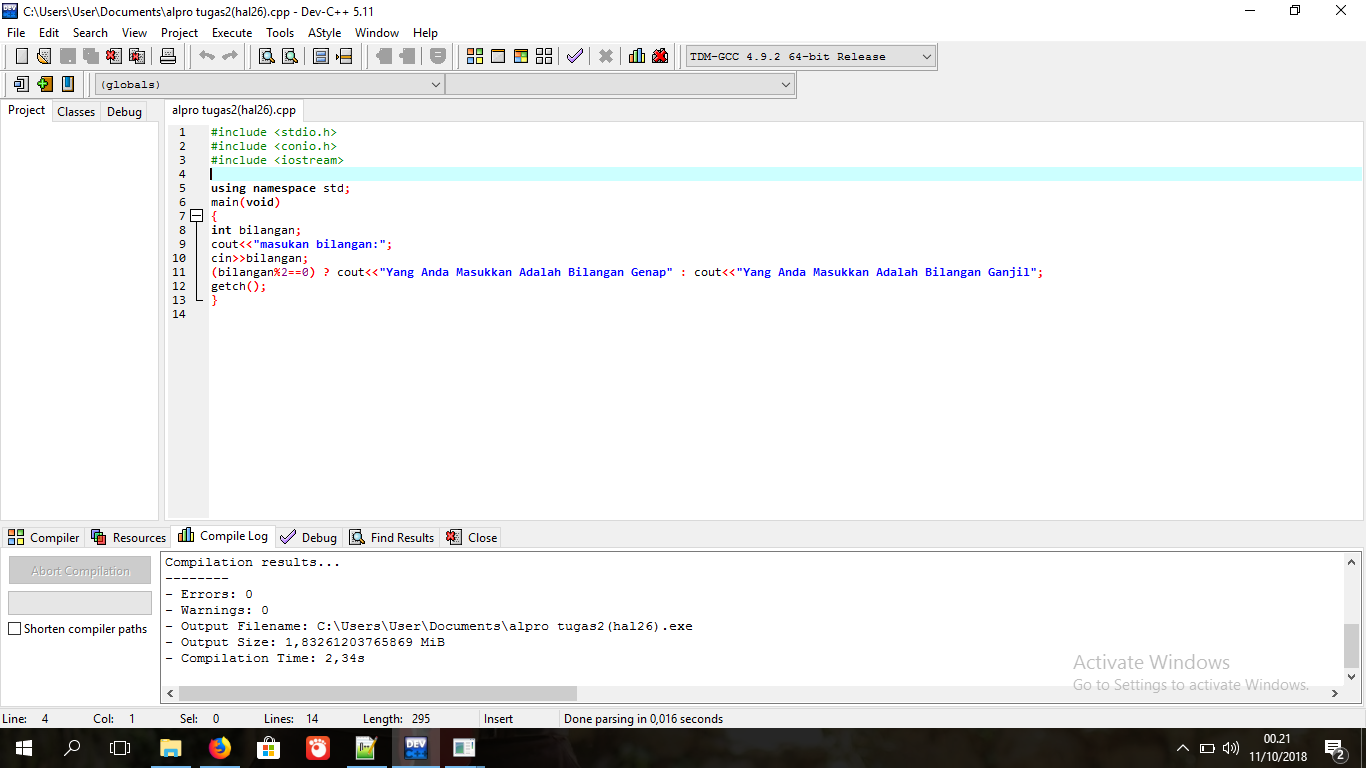 C:\Users\User\Documents\alpro tugas2(hal26).cpp - Dev-C++ 5.11
File Edit Search View Project Execute Tools AStyle Window Help
TDM-GCC 4.9.2 64-bit Release
(globals)
Project Classes Debug
alpro tugas2(hal26).cpp
1 #include <stdio.h>
2 #include <conio.h>
3 #include <iostream>
4
5 using namespace std;
6 main(void)
7 {
8 int bilangan;
9 cout<<"masukan bilangan:";
10 cin>>bilangan;
11 (bilangan%2==0) ? cout<<"Yang Anda Masukkan Adalah Bilangan Genap" : cout<<"Yang Anda Masukkan Adalah Bilangan Ganjil";
12 getch();
13 }
14
Compiler Resources Compile Log Debug Find Results Close
Abort Compilation
Shorten compiler paths
Compilation results...
--------
- Errors: 0
- Warnings: 0
- Output Filename: C:\Users\User\Documents\alpro tugas2(hal26).exe
- Output Size: 1,83261203765869 MiB
- Compilation Time: 2,34s
Activate Windows
Go to Settings to activate Windows.
Line: 4 Col: 1 Sel: 0 Lines: 14 Length: 295 Insert Done parsing in 0,016 seconds
DEV
00.21
11/10/2018
2